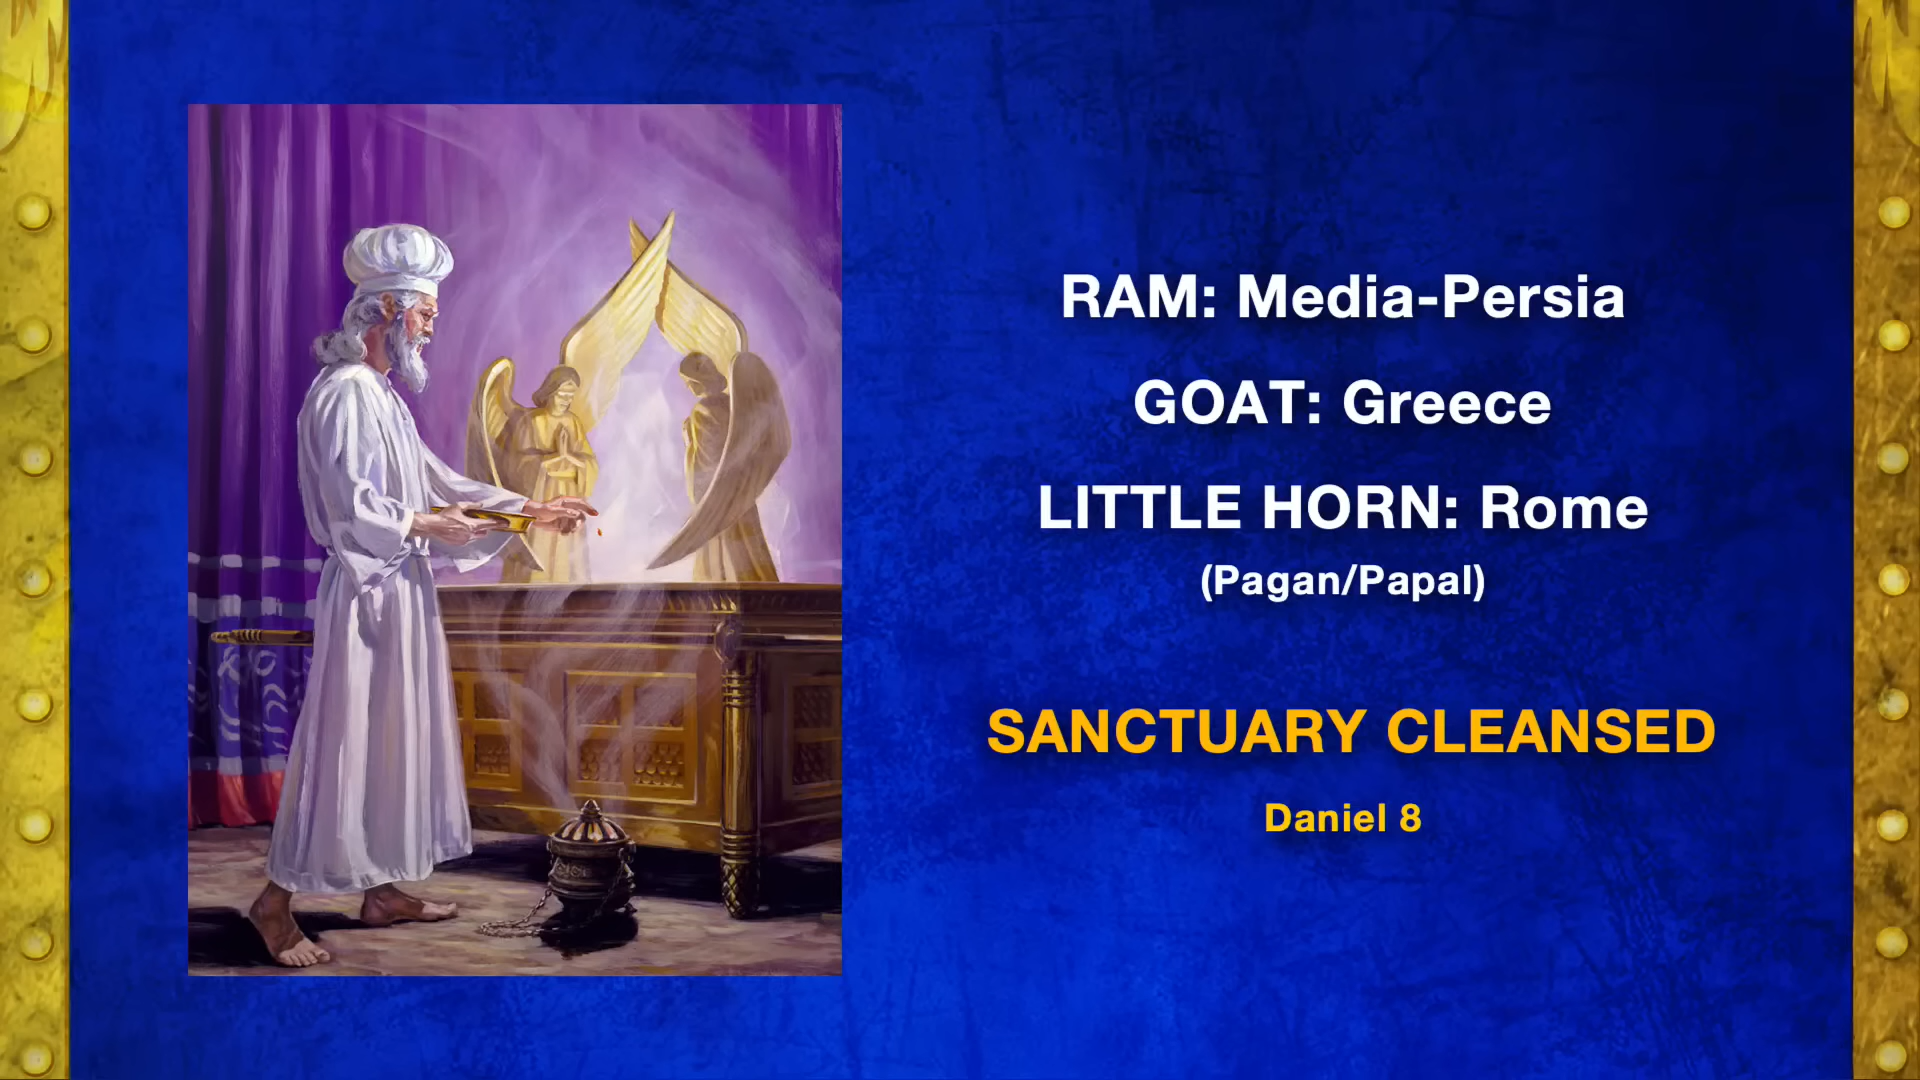 RAM: Media-Persia
GOAT: Greece
LITTLE HORN: Rome
(Pagan/Papal)
SANCTUARY CLEANSED
Daniel 8